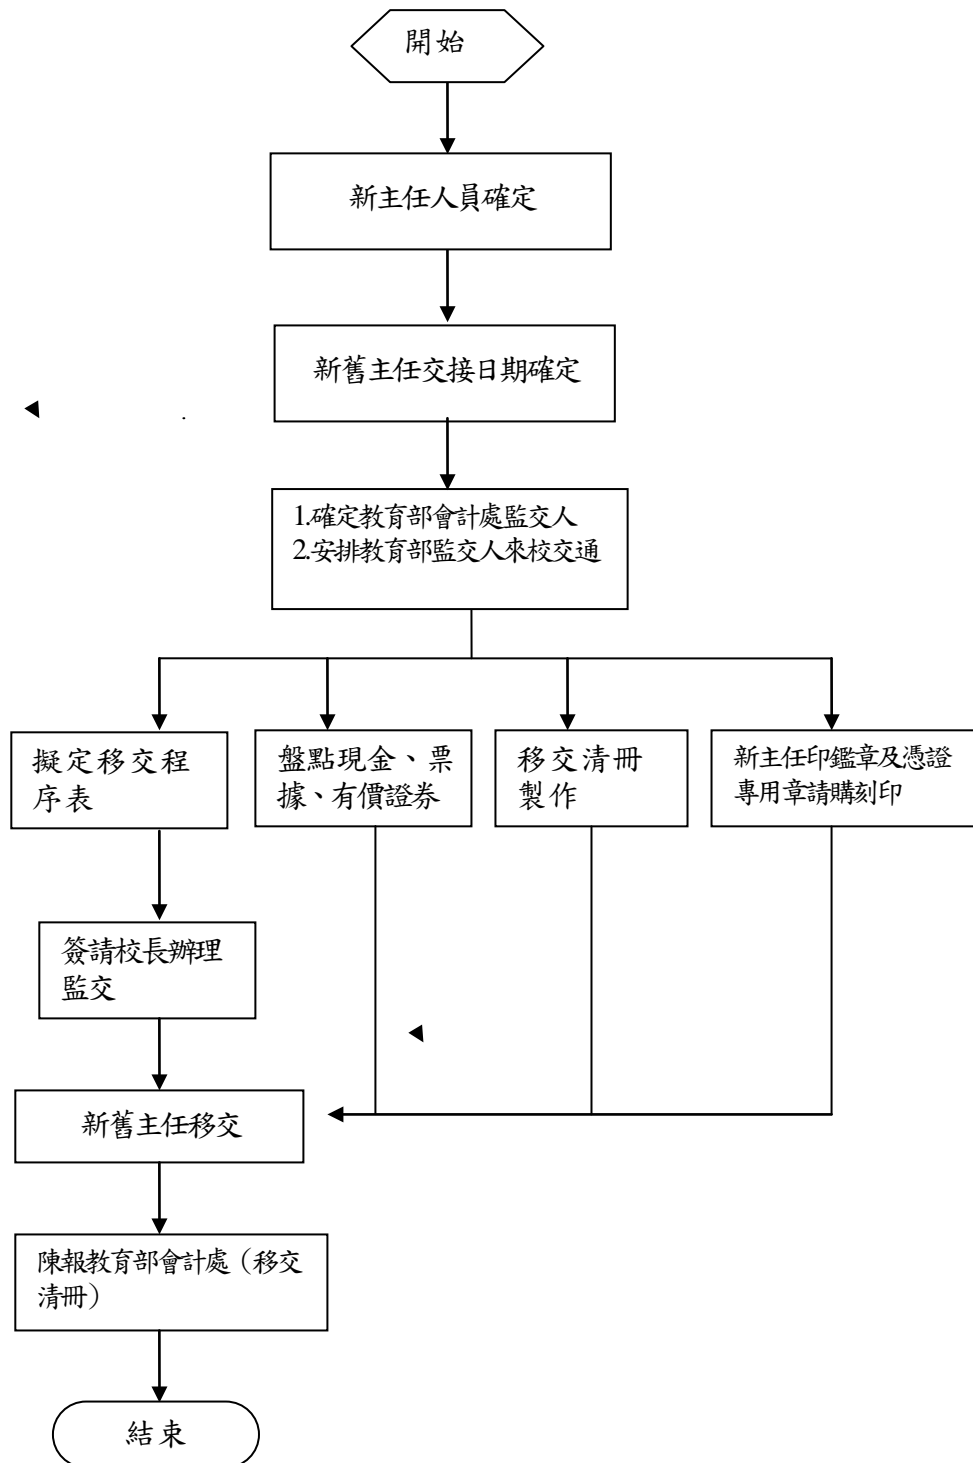 開始
新主任人員確定
新舊主任交接日期確定
1.確定教育部會計處監交人
2.安排教育部監交人來校交通
擬定移交程
序表
盤點現金、票
據、有價證券
移交清冊
製作
新主任印鑑章及憑證
專用章請購刻印
簽請校長辦理
監交
新舊主任移交
陳報教育部會計處（移交
清冊）
結束